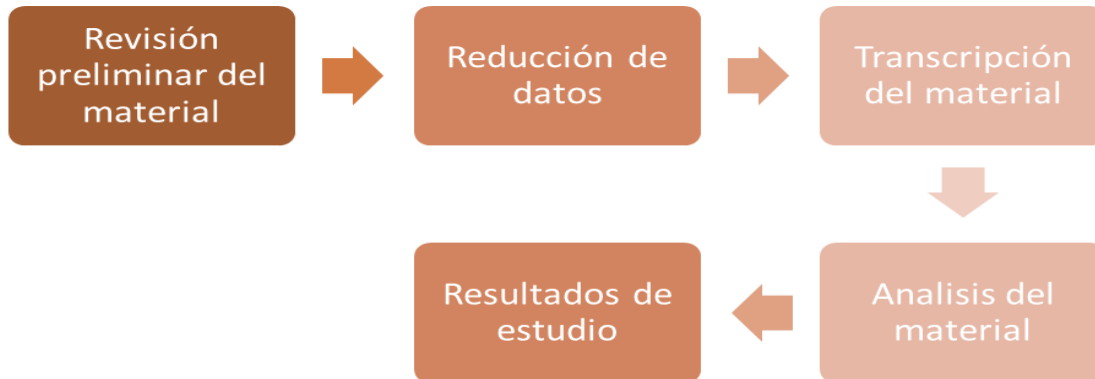 Revisión
preliminar del
material
Reducción de
datos
Transcripción
del material
Analisis del
material
Resultados de
estudio